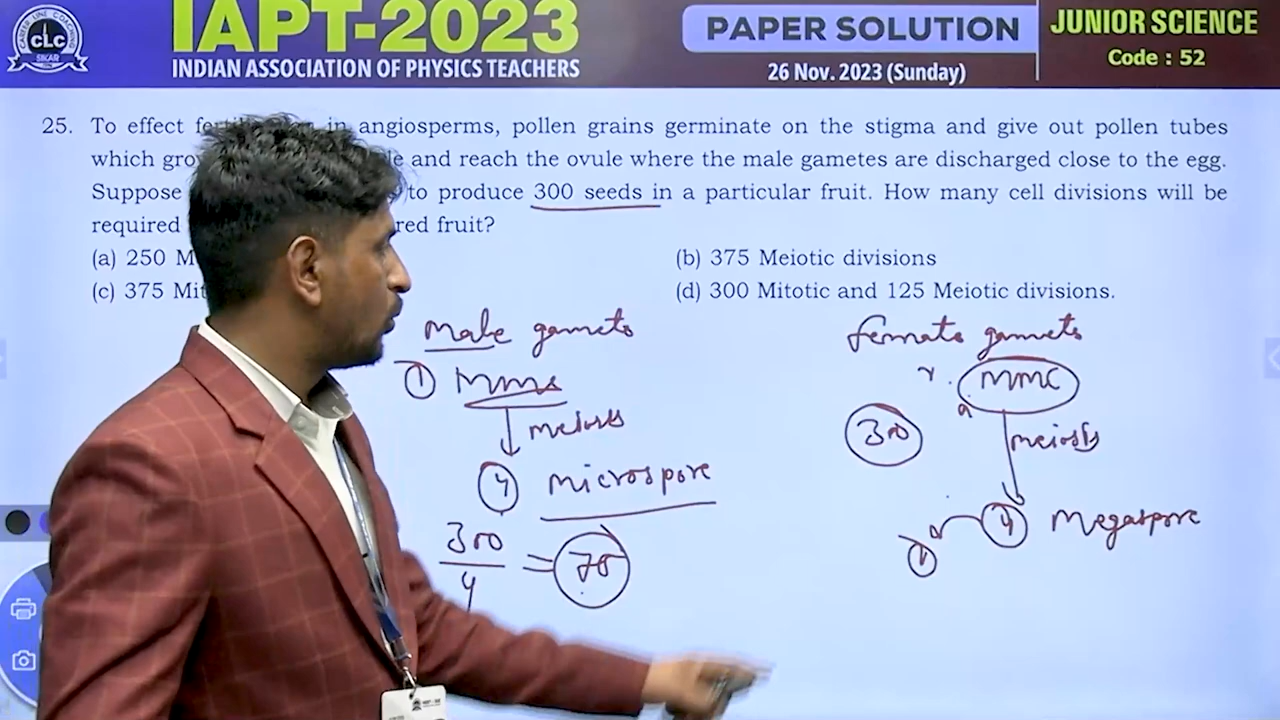 CLC
SIKAR
IAPT-2023
INDIAN ASSOCIATION OF PHYSICS TEACHERS
PAPER SOLUTION
26 Nov. 2023 (Sunday)
JUNIOR SCIENCE
Code : 52
25. To effect in angiosperms, pollen grains germinate on the stigma and give out pollen tubes
which and reach the ovule where the male gametes are discharged close to the egg.
Suppose to produce 300 seeds in a particular fruit. How many cell divisions will be
required fruit?
(a) 250 (b) 375 Meiotic divisions
(c) 375 (d) 300 Mitotic and 125 Meiotic divisions.
Male gamets
1 MMC
meiosis
4 microspore
300/4 = 75
gamets
MMC
300 meiosis
1 4 Megaspore